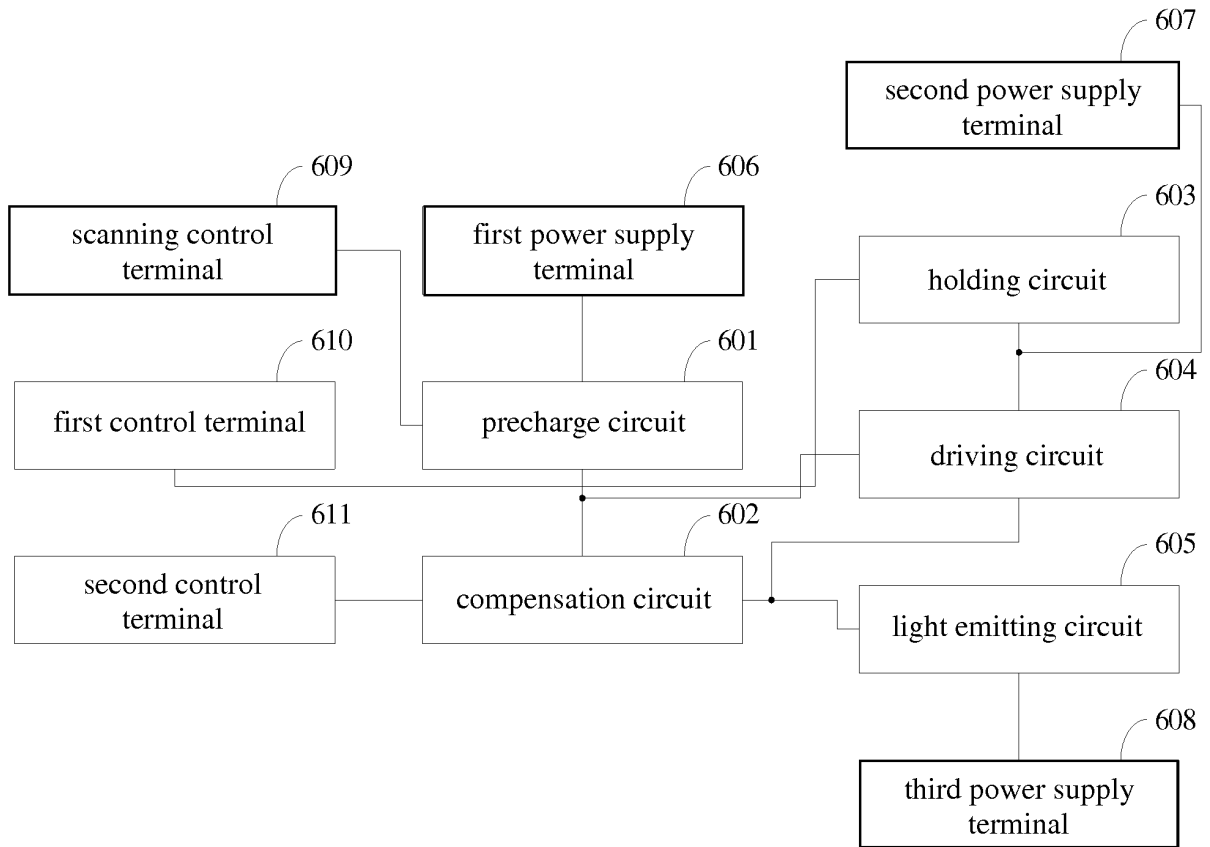 607
second power supply
terminal
609
scanning control
terminal
606
first power supply
terminal
603
holding circuit
610
first control terminal
601
precharge circuit
604
driving circuit
611
second control
terminal
602
compensation circuit
605
light emitting circuit
608
third power supply
terminal